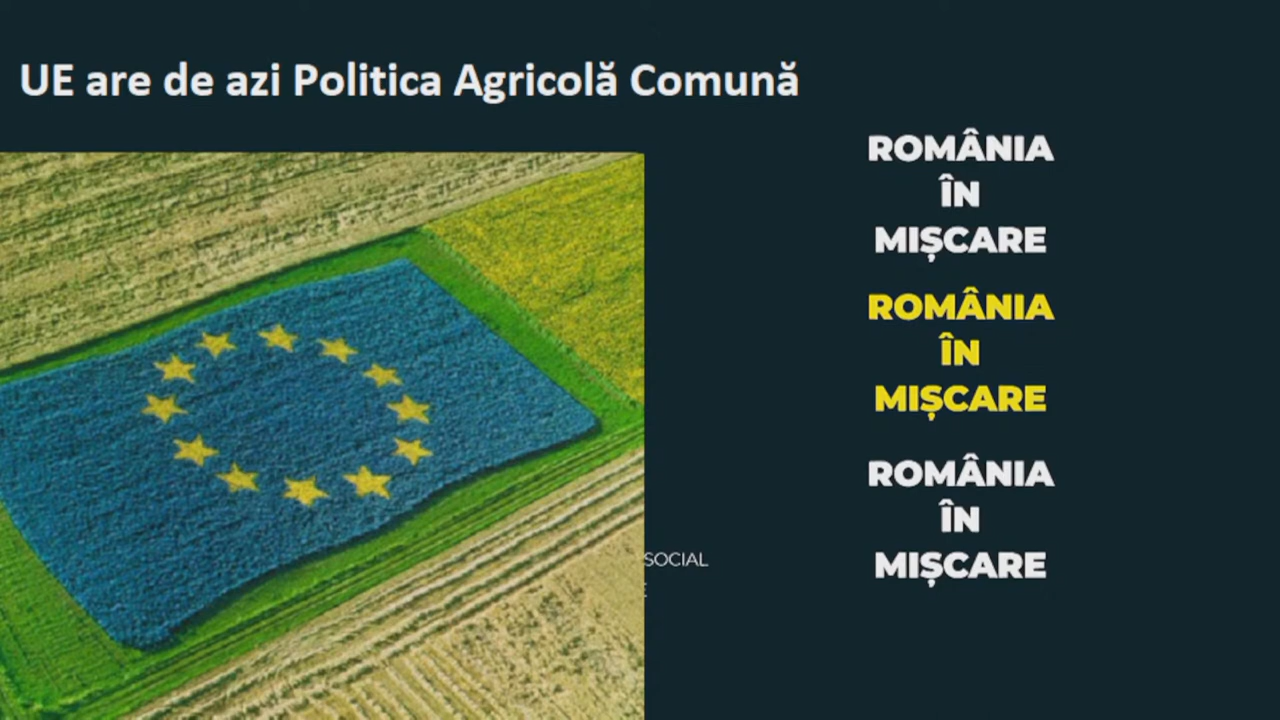 UE are de azi Politica Agricolă Comună
ROMÂNIA
ÎN
MIȘCARE
ROMÂNIA
ÎN
MIȘCARE
ROMÂNIA
ÎN
MIȘCARE
SOCIAL